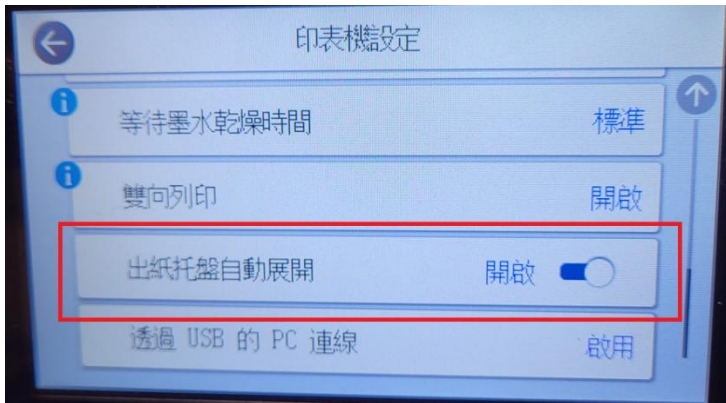 印表機設定
等待墨水乾燥時間 標準
雙向列印 開啟
出紙托盤自動展開 開啟
透過 USB 的 PC 連線 啟用